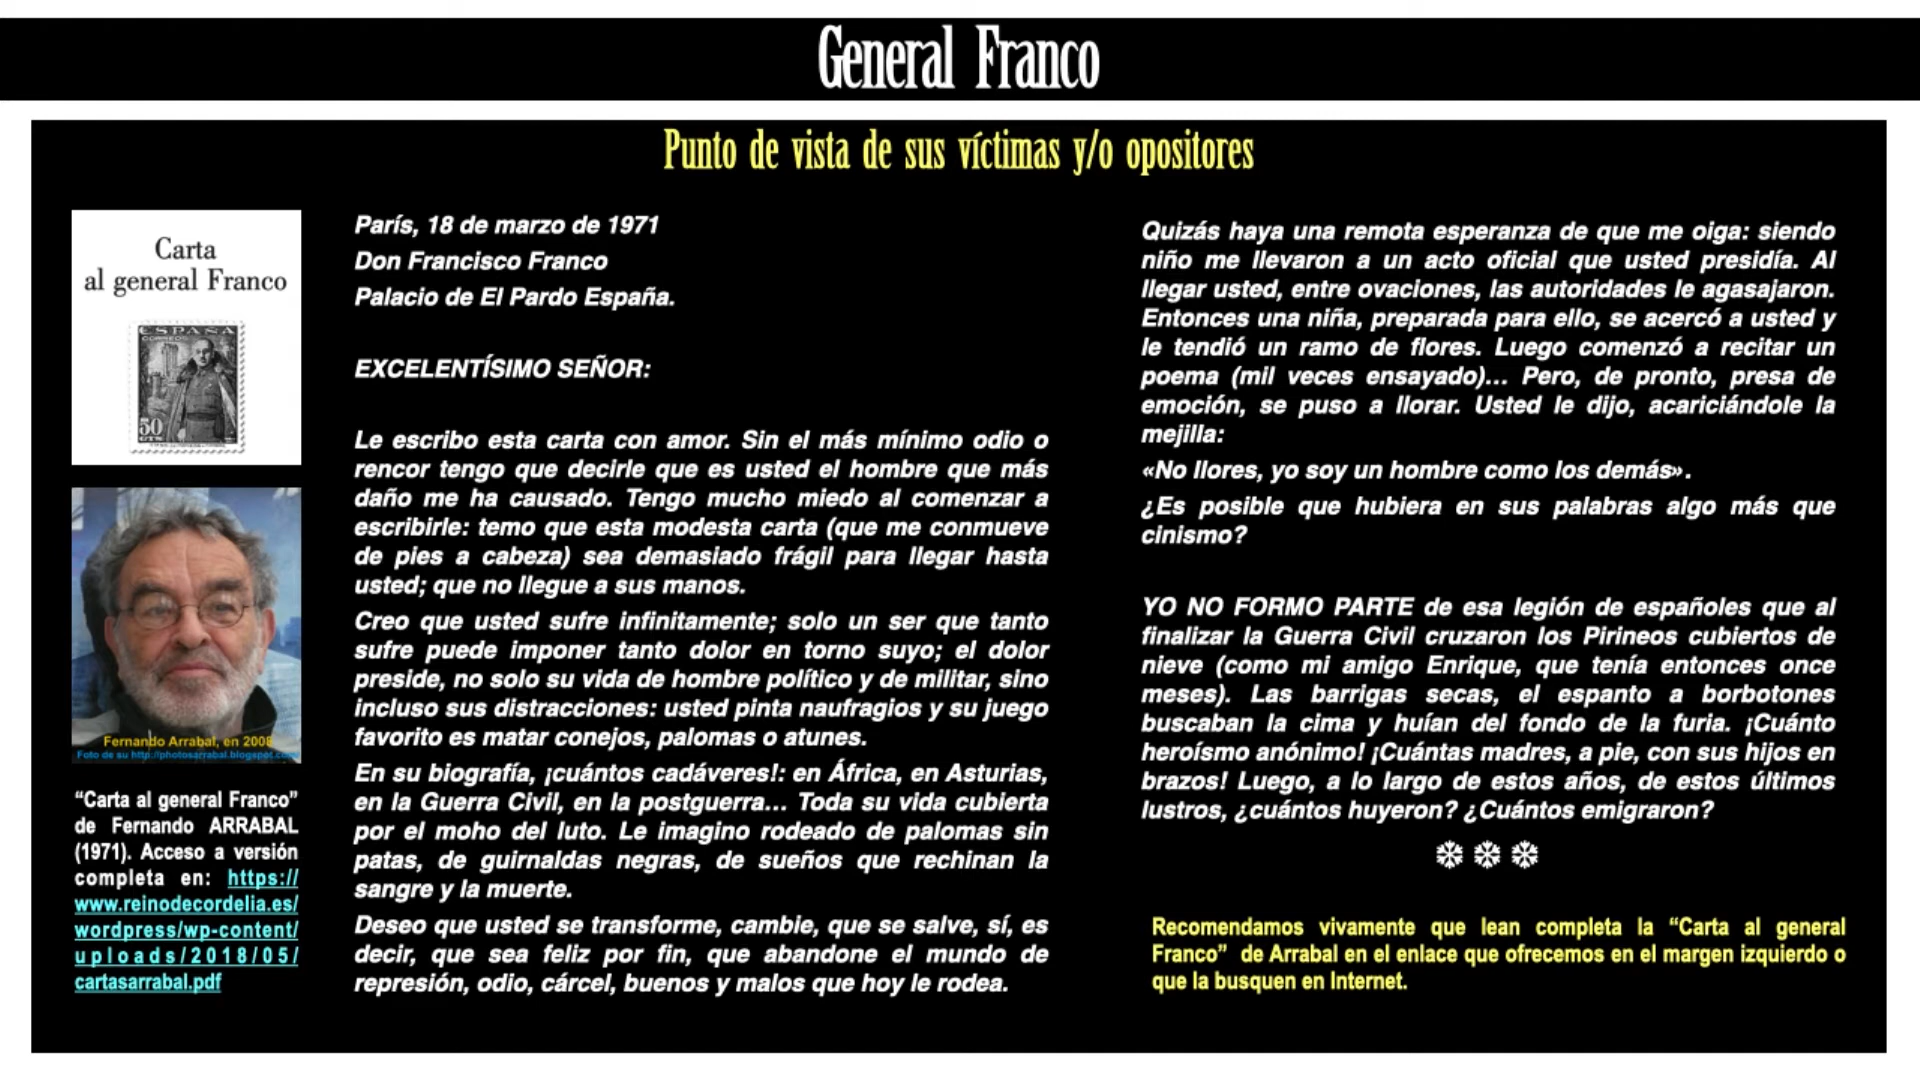 General Franco
Punto de vista de sus víctimas y/o opositores
Carta
al general Franco
ESPAÑA
CORREOS
50
CTS
Fernando Arrabal, en 2008
Foto de su http://photosarrabal.blogspot.com
“Carta al general Franco”
de Fernando ARRABAL
(1971). Acceso a versión
completa en: https://
www.reinodecordelia.es/
wordpress/wp-content/
uploads/2018/05/
cartasarrabal.pdf
París, 18 de marzo de 1971
Don Francisco Franco
Palacio de El Pardo España.
EXCELENTÍSIMO SEÑOR:
Le escribo esta carta con amor. Sin el más mínimo odio o
rencor tengo que decirle que es usted el hombre que más
daño me ha causado. Tengo mucho miedo al comenzar a
escribirle: temo que esta modesta carta (que me conmueve
de pies a cabeza) sea demasiado frágil para llegar hasta
usted; que no llegue a sus manos.
Creo que usted sufre infinitamente; solo un ser que tanto
sufre puede imponer tanto dolor en torno suyo; el dolor
preside, no solo su vida de hombre político y de militar, sino
incluso sus distracciones: usted pinta naufragios y su juego
favorito es matar conejos, palomas o atunes.
En su biografía, ¡cuántos cadáveres!: en África, en Asturias,
en la Guerra Civil, en la postguerra... Toda su vida cubierta
por el moho del luto. Le imagino rodeado de palomas sin
patas, de guirnaldas negras, de sueños que rechinan la
sangre y la muerte.
Deseo que usted se transforme, cambie, que se salve, sí, es
decir, que sea feliz por fin, que abandone el mundo de
represión, odio, cárcel, buenos y malos que hoy le rodea.
Quizás haya una remota esperanza de que me oiga: siendo
niño me llevaron a un acto oficial que usted presidía. Al
llegar usted, entre ovaciones, las autoridades le agasajaron.
Entonces una niña, preparada para ello, se acercó a usted y
le tendió un ramo de flores. Luego comenzó a recitar un
poema (mil veces ensayado)... Pero, de pronto, presa de
emoción, se puso a llorar. Usted le dijo, acariciándole la
mejilla:
«No llores, yo soy un hombre como los demás».
¿Es posible que hubiera en sus palabras algo más que
cinismo?
YO NO FORMO PARTE de esa legión de españoles que al
finalizar la Guerra Civil cruzaron los Pirineos cubiertos de
nieve (como mi amigo Enrique, que tenía entonces once
meses). Las barrigas secas, el espanto a borbotones
buscaban la cima y huían del fondo de la furia. ¡Cuánto
heroísmo anónimo! ¡Cuántas madres, a pie, con sus hijos en
brazos! Luego, a lo largo de estos años, de estos últimos
lustros, ¿cuántos huyeron? ¿Cuántos emigraron?
Recomendamos vivamente que lean completa la “Carta al general
Franco” de Arrabal en el enlace que ofrecemos en el margen izquierdo o
que la busquen en Internet.